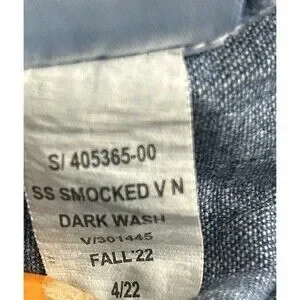 S/ 405365-00
SS SMOCKED V N
DARK WASH
V/301445
FALL'22
4/22